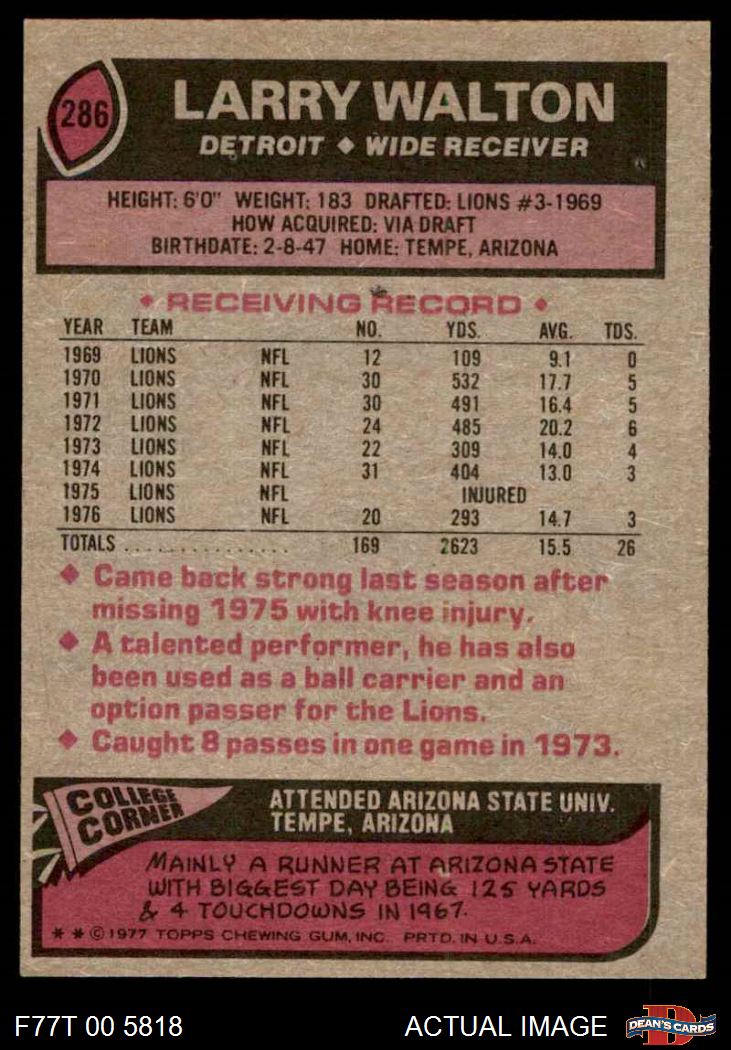 286
LARRY WALTON
DETROIT ◆ WIDE RECEIVER
HEIGHT: 6'0" WEIGHT: 183 DRAFTED: LIONS #3-1969
HOW ACQUIRED: VIA DRAFT
BIRTHDATE: 2-8-47 HOME: TEMPE, ARIZONA
◆ RECEIVING RECORD ◆
YEAR TEAM NO. YDS. AVG. TDS.
1969 LIONS NFL 12 109 9.1 0
1970 LIONS NFL 30 532 17.7 5
1971 LIONS NFL 30 491 16.4 5
1972 LIONS NFL 24 485 20.2 6
1973 LIONS NFL 22 309 14.0 4
1974 LIONS NFL 31 404 13.0 3
1975 LIONS NFL INJURED
1976 LIONS NFL 20 293 14.7 3
TOTALS . . . . . . . . . . . . . . . 169 2623 15.5 26
◆ Came back strong last season after
missing 1975 with knee injury.
◆ A talented performer, he has also
been used as a ball carrier and an
option passer for the Lions.
◆ Caught 8 passes in one game in 1973.
COLLEGE
CORNER
ATTENDED ARIZONA STATE UNIV.
TEMPE, ARIZONA
MAINLY A RUNNER AT ARIZONA STATE
WITH BIGGEST DAY BEING 125 YARDS
& 4 TOUCHDOWNS IN 1967.
* * © 1977 TOPPS CHEWING GUM, INC. PRTD. IN U.S.A.
F77T 00 5818 ACTUAL IMAGE
D
DEAN'S CARDS